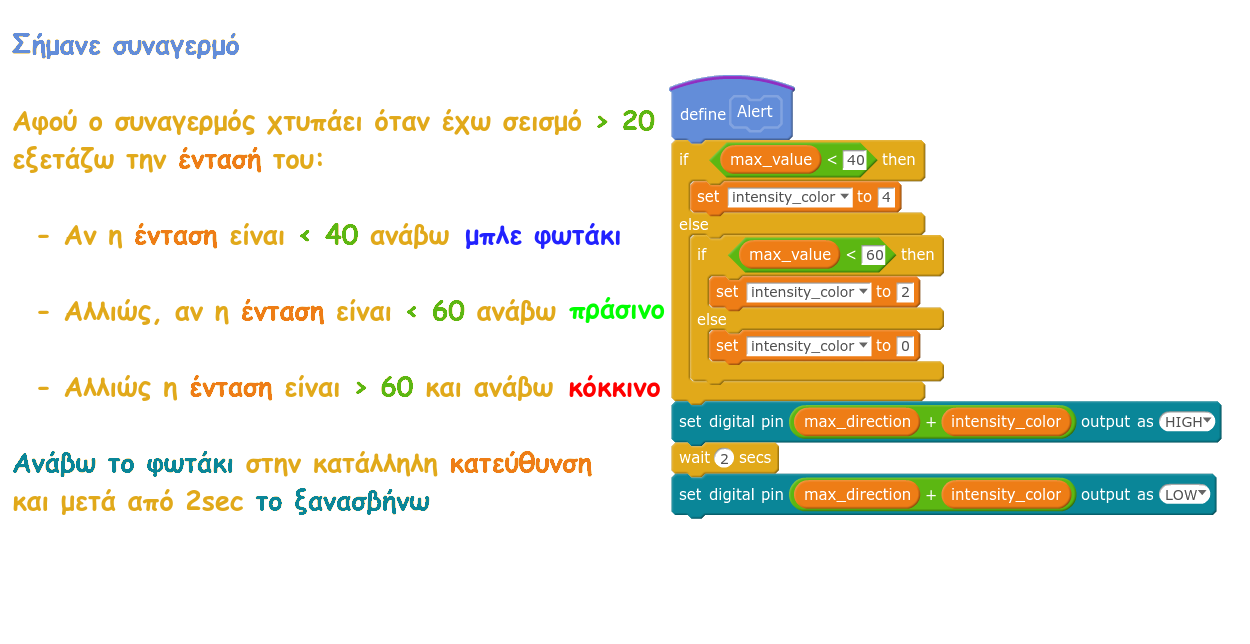 Σήμανε συναγερμό
Αφού ο συναγερμός χτυπάει όταν έχω σεισμό > 20
εξετάζω την έντασή του:
- Αν η ένταση είναι < 40 ανάβω μπλε φωτάκι
- Αλλιώς, αν η ένταση είναι < 60 ανάβω πράσινο
- Αλλιώς η ένταση είναι > 60 και ανάβω κόκκινο
Ανάβω το φωτάκι στην κατάλληλη κατεύθυνση
και μετά από 2sec το ξανασβήνω
define Alert
if max_value < 40 then
set intensity_color to 4
else
if max_value < 60 then
set intensity_color to 2
else
set intensity_color to 0
set digital pin max_direction + intensity_color output as HIGH
wait 2 secs
set digital pin max_direction + intensity_color output as LOW